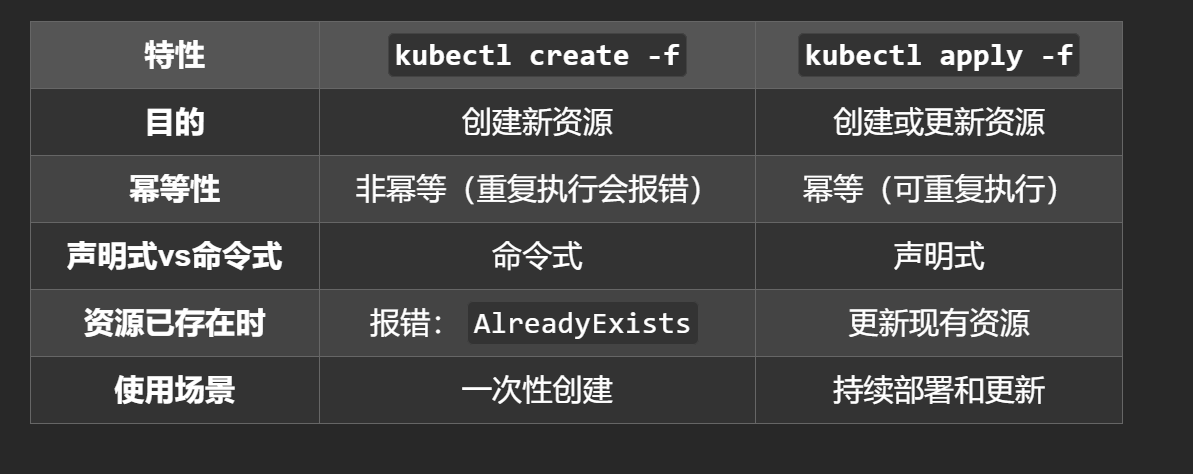 特性 kubectl create -f kubectl apply -f
目的 创建新资源 创建或更新资源
幂等性 非幂等（重复执行会报错） 幂等（可重复执行）
声明式vs命令式 命令式 声明式
资源已存在时 报错： AlreadyExists 更新现有资源
使用场景 一次性创建 持续部署和更新